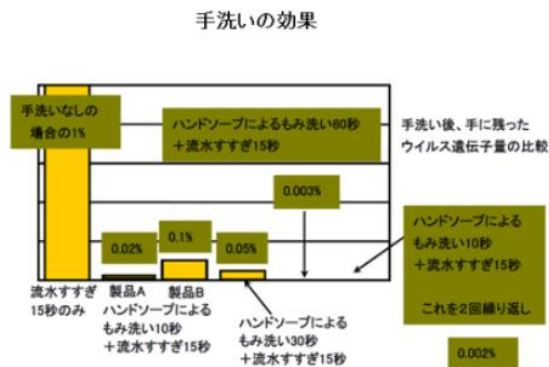 手洗いの効果
手洗いなしの
場合の1%
ハンドソープによるもみ洗い60秒
+流水すすぎ15秒
手洗い後、手に残った
ウイルス遺伝子量の比較
0.003%
0.02%
0.1%
0.05%
ハンドソープによる
もみ洗い10秒
+流水すすぎ15秒
これを2回繰り返し
0.002%
流水すすぎ
15秒のみ
製品A
製品B
ハンドソープによる
もみ洗い10秒
+流水すすぎ15秒
ハンドソープによる
もみ洗い30秒
+流水すすぎ15秒